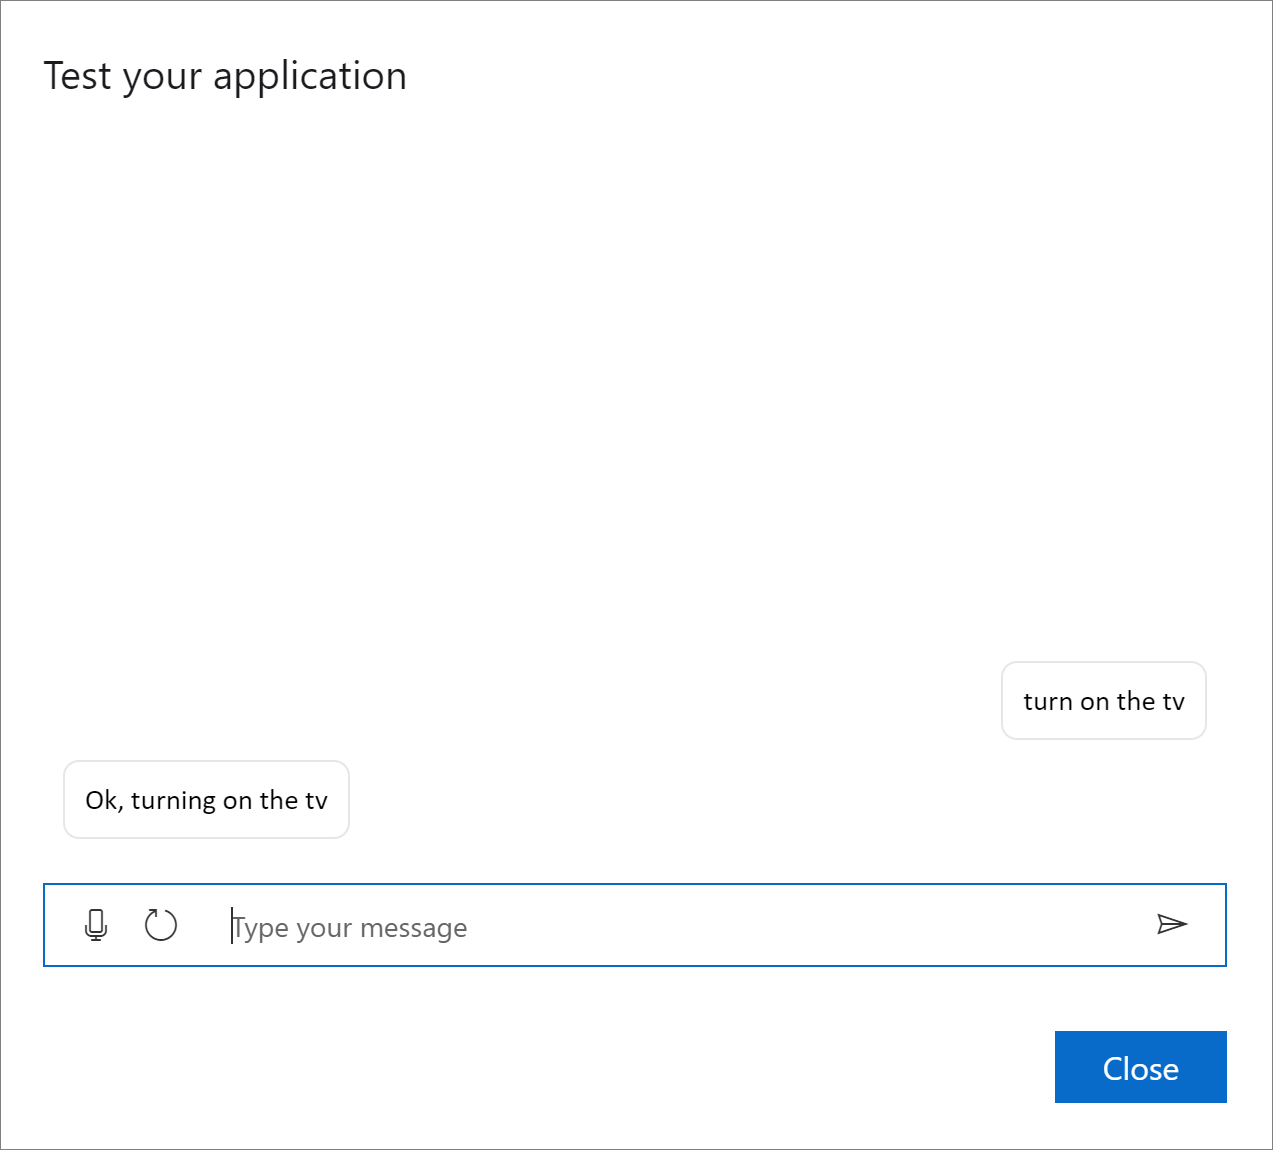 Test your application
turn on the tv
Ok, turning on the tv
Type your message
Close